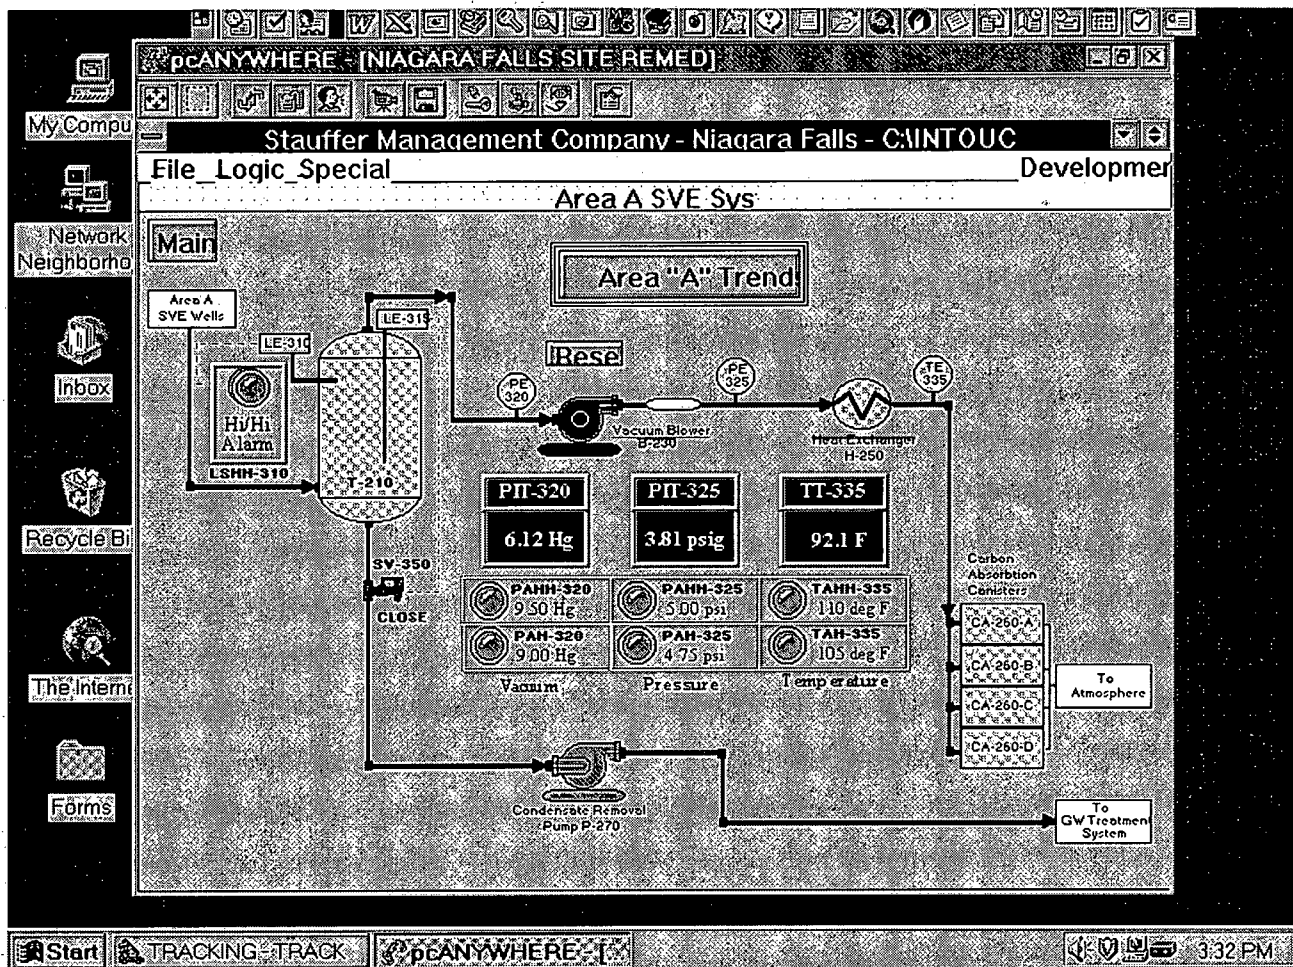 pcANYWHERE - [NIAGARA FALLS SITE REMED]
My Compu
Stauffer Management Company - Niagara Falls - C:\INTOUC
File Logic Special
Developmer
Area A SVE Sys
Network
Neighborho
Main
Area "A" Trend
Area A
SVE Wells
LE-315
LE-310
Inbox
Hi/Hi
Alarm
LSHH-310
T-210
Rese
PE
320
PE
325
TE
335
Vacuum Blower
B-230
Heat Exchanger
H-250
PIT-320
PIT-325
TT-335
6.12 Hg
3.81 psig
92.1 F
Recycle Bi
SV-350
CLOSE
PAHH-320
9.50 Hg
PAHH-325
5.00 psi
TAHH-335
110 deg F
PAH-320
9.00 Hg
PAH-325
4.75 psi
TAH-335
105 deg F
Vacuum
Pressure
Temperature
Carbon
Absorbtion
Canisters
CA-260-A
CA-260-B
CA-260-C
CA-260-D
To
Atmosphere
The Interne
Forms
Condensate Removal
Pump P-270
To
GW Treatment
System
Start
TRACKING - TRACK
pcANYWHERE - [
3:32 PM